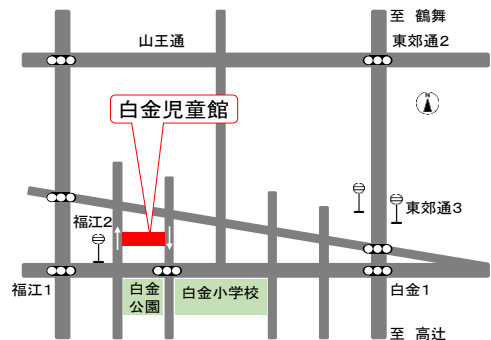 至 鶴舞
山王通
東郊通2
N
白金児童館
福江2
東郊通3
福江1
白金
公園
白金小学校
白金1
至 高辻